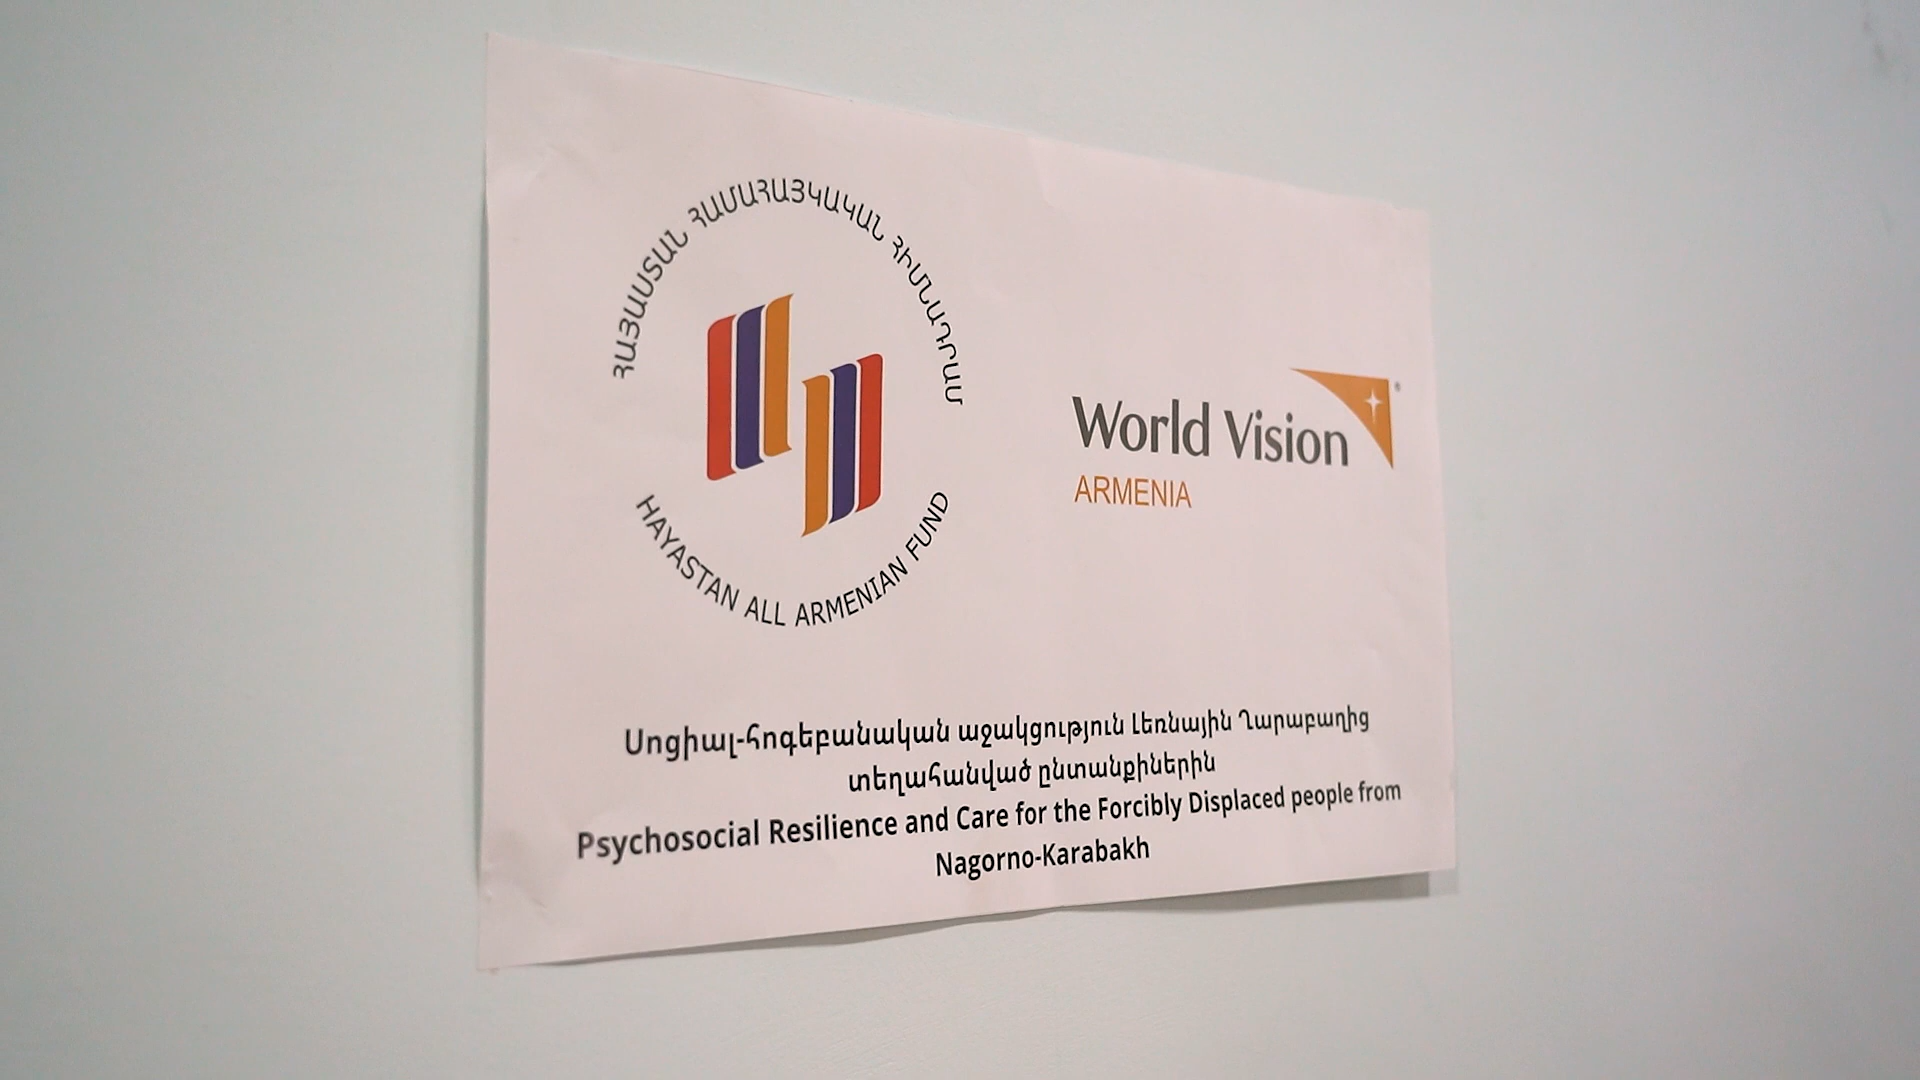 ՀԱՅԱՍՏԱՆ ՀԱՄԱՀԱՅԿԱԿԱՆ ՀԻՄՆԱԴՐԱՄ
HAYASTAN ALL ARMENIAN FUND
World Vision
ARMENIA
Սոցիալ-հոգեբանական աջակցություն Լեռնային Ղարաբաղից
տեղահանված ընտանքիներին
Psychosocial Resilience and Care for the Forcibly Displaced people from
Nagorno-Karabakh